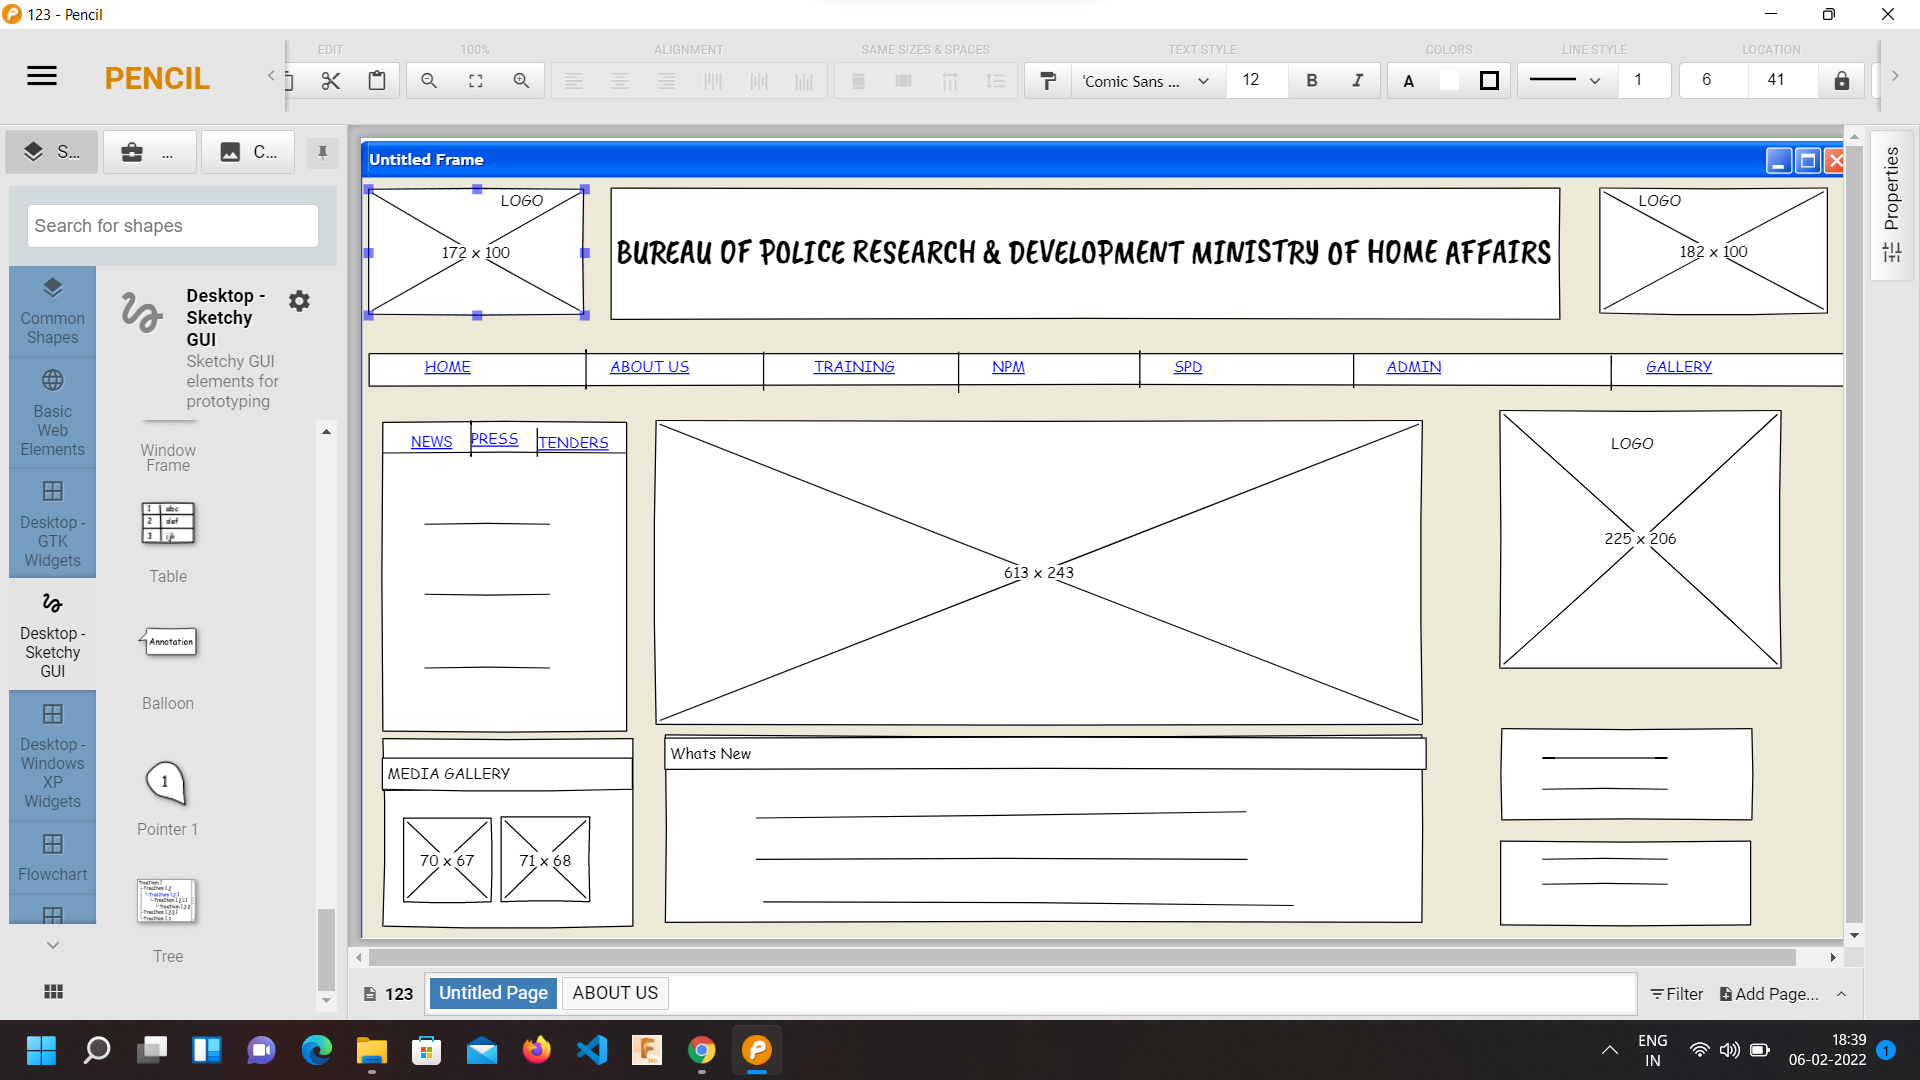 123 - Pencil
EDIT
100%
ALIGNMENT
SAME SIZES & SPACES
TEXT STYLE
COLORS
LINE STYLE
LOCATION
PENCIL
'Comic Sans ...
12
B
I
A
1
6
41
S...
...
C...
Properties
Search for shapes
Common
Shapes
Basic
Web
Elements
Desktop -
GTK
Widgets
Desktop -
Sketchy
GUI
Desktop -
Windows
XP
Widgets
Flowchart
Desktop -
Sketchy
GUI
Sketchy GUI
elements for
prototyping
Window
Frame
1 abc
2 def
3 ijk
Table
Annotation
Balloon
1
Pointer 1
Tree
Untitled Frame
LOGO
172 x 100
BUREAU OF POLICE RESEARCH & DEVELOPMENT MINISTRY OF HOME AFFAIRS
LOGO
182 x 100
HOME
ABOUT US
TRAINING
NPM
SPD
ADMIN
GALLERY
NEWS
PRESS
TENDERS
613 x 243
LOGO
225 x 206
MEDIA GALLERY
70 x 67
71 x 68
Whats New
123
Untitled Page
ABOUT US
Filter
Add Page...
ENG
IN
18:39
06-02-2022
1